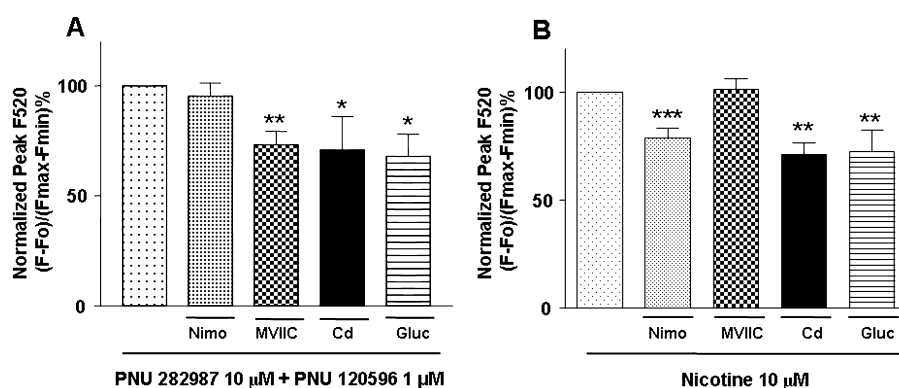 A
Normalized Peak F520
(F-Fo)/(Fmax-Fmin)%
100
50
0
**
*
*
Nimo
MVIIC
Cd
Gluc
PNU 282987 10 µM + PNU 120596 1 µM
B
Normalized Peak F520
(F-Fo)/(Fmax-Fmin)%
100
50
0
***
**
**
Nimo
MVIIC
Cd
Gluc
Nicotine 10 µM